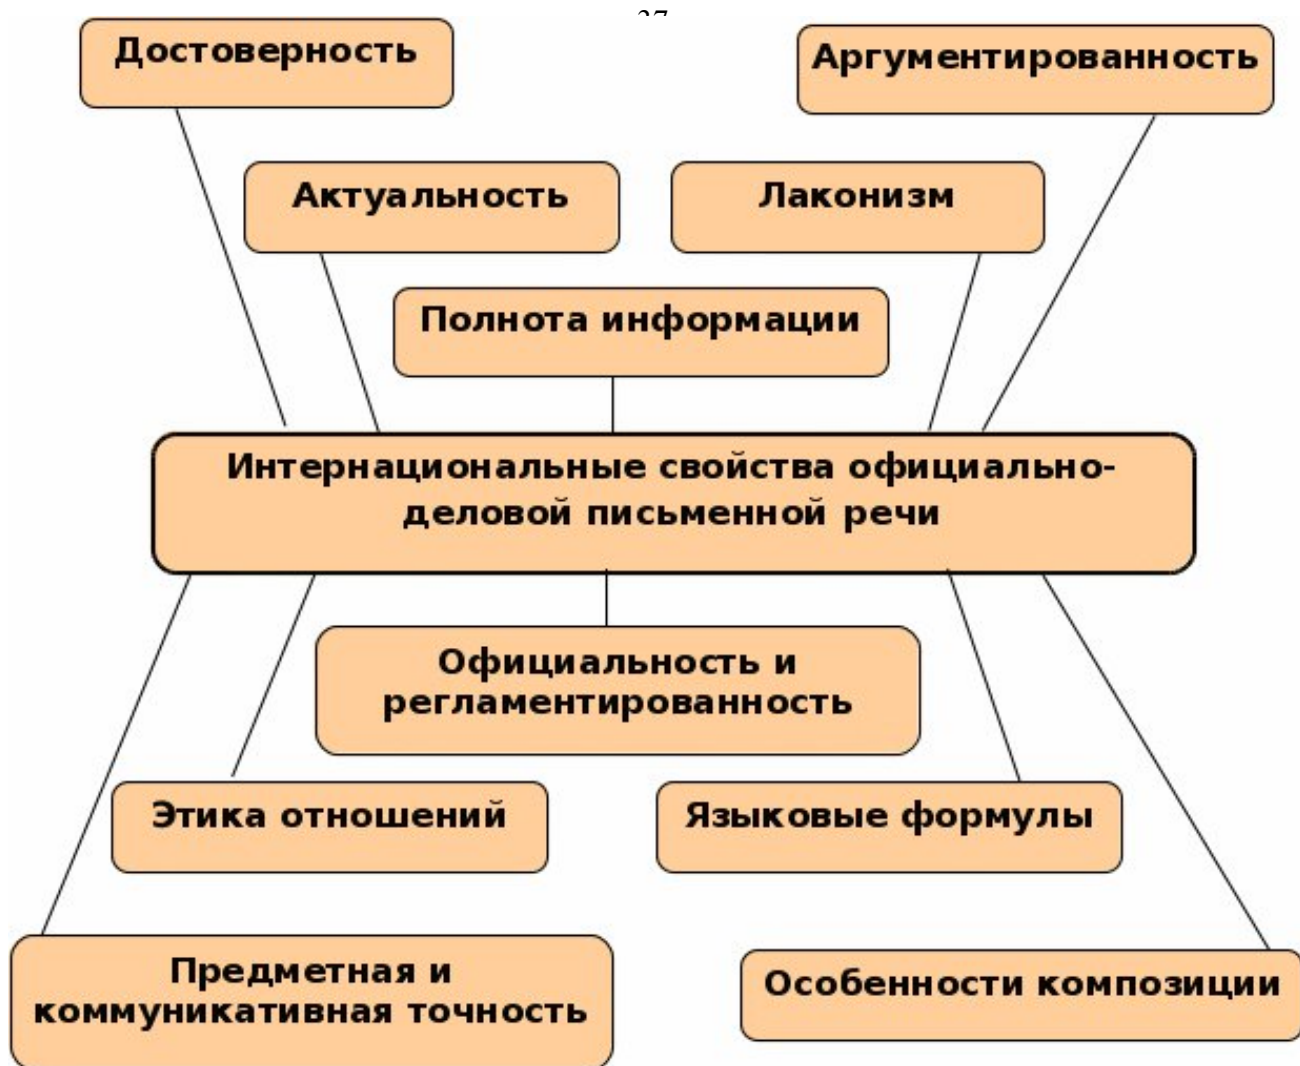 Достоверность
Аргументированность
Актуальность
Лаконизм
Полнота информации
Интернациональные свойства официально-
деловой письменной речи
Официальность и
регламентированность
Этика отношений
Языковые формулы
Предметная и
коммуникативная точность
Особенности композиции